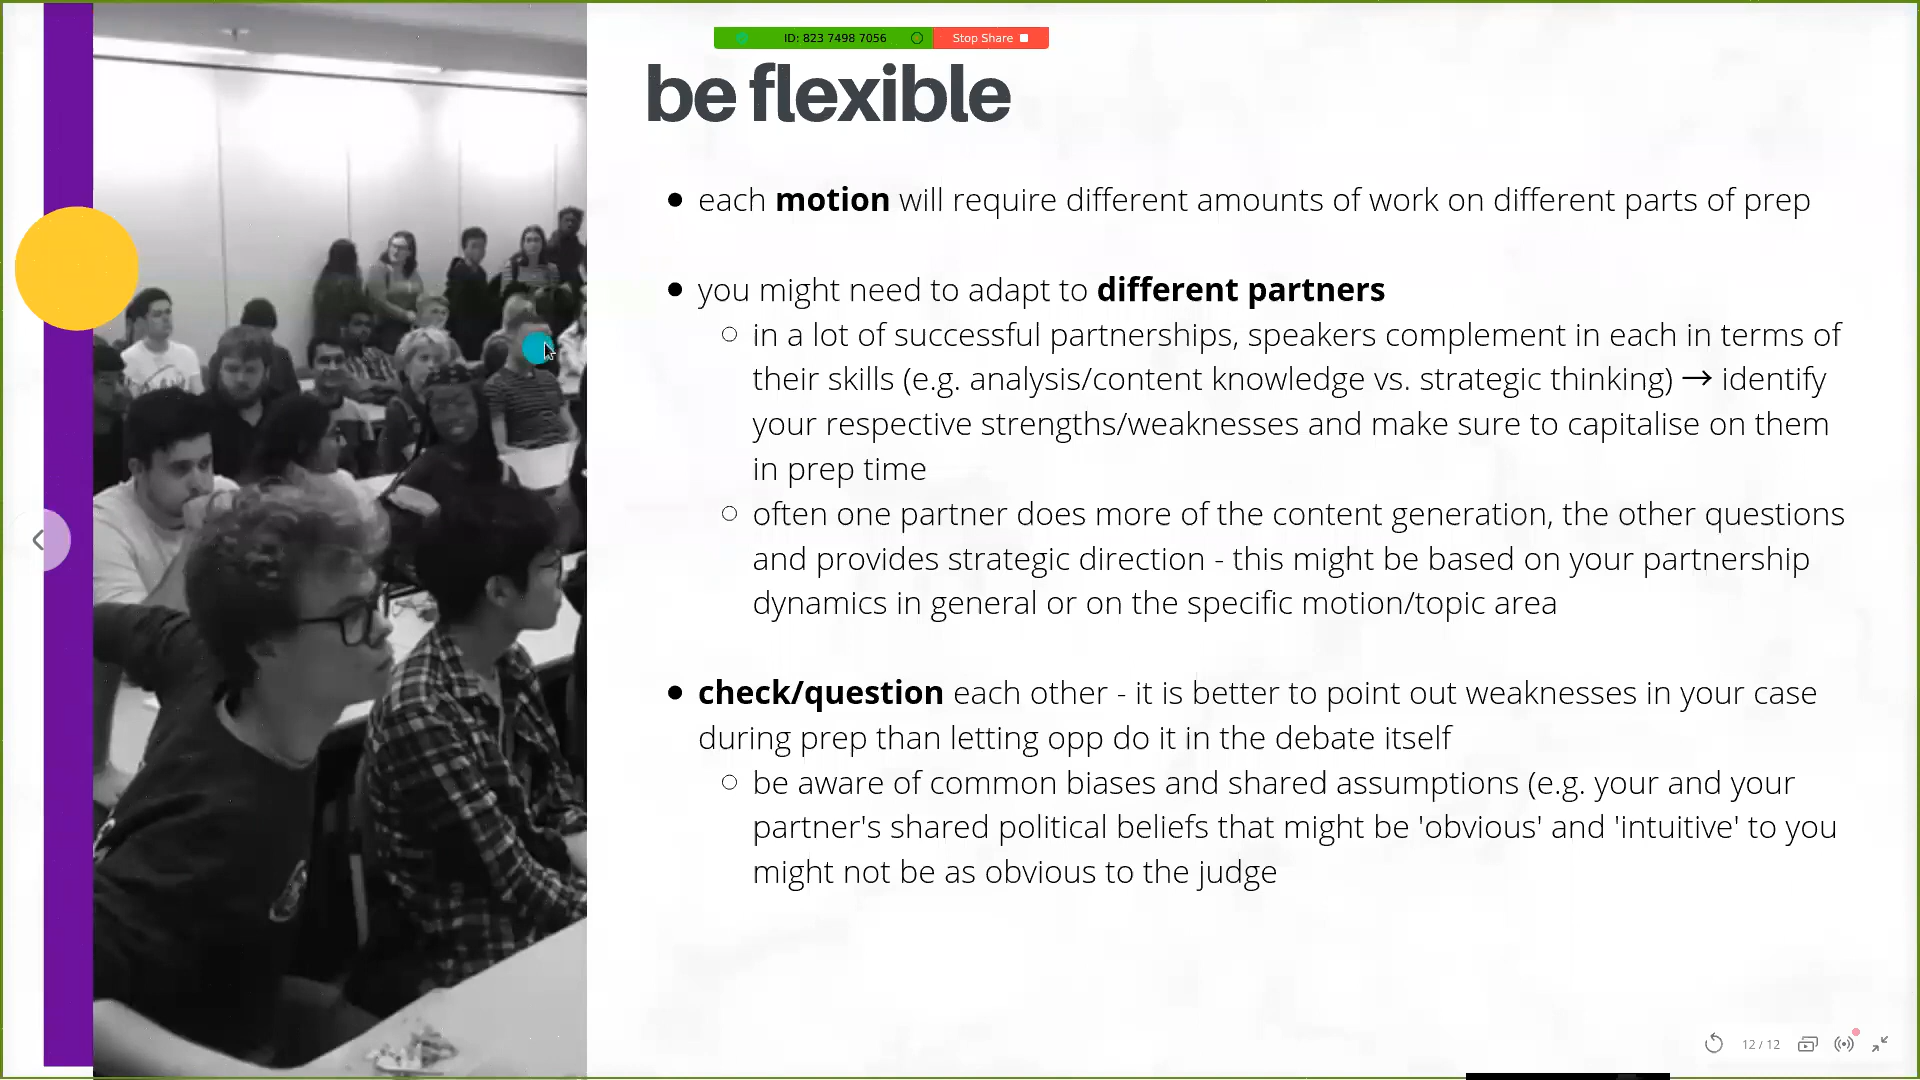 ID: 823 7498 7056 Stop Share
be flexible
• each motion will require different amounts of work on different parts of prep
• you might need to adapt to different partners
○ in a lot of successful partnerships, speakers complement in each in terms of
their skills (e.g. analysis/content knowledge vs. strategic thinking) → identify
your respective strengths/weaknesses and make sure to capitalise on them
in prep time
○ often one partner does more of the content generation, the other questions
and provides strategic direction - this might be based on your partnership
dynamics in general or on the specific motion/topic area
• check/question each other - it is better to point out weaknesses in your case
during prep than letting opp do it in the debate itself
○ be aware of common biases and shared assumptions (e.g. your and your
partner's shared political beliefs that might be 'obvious' and 'intuitive' to you
might not be as obvious to the judge
12 / 12